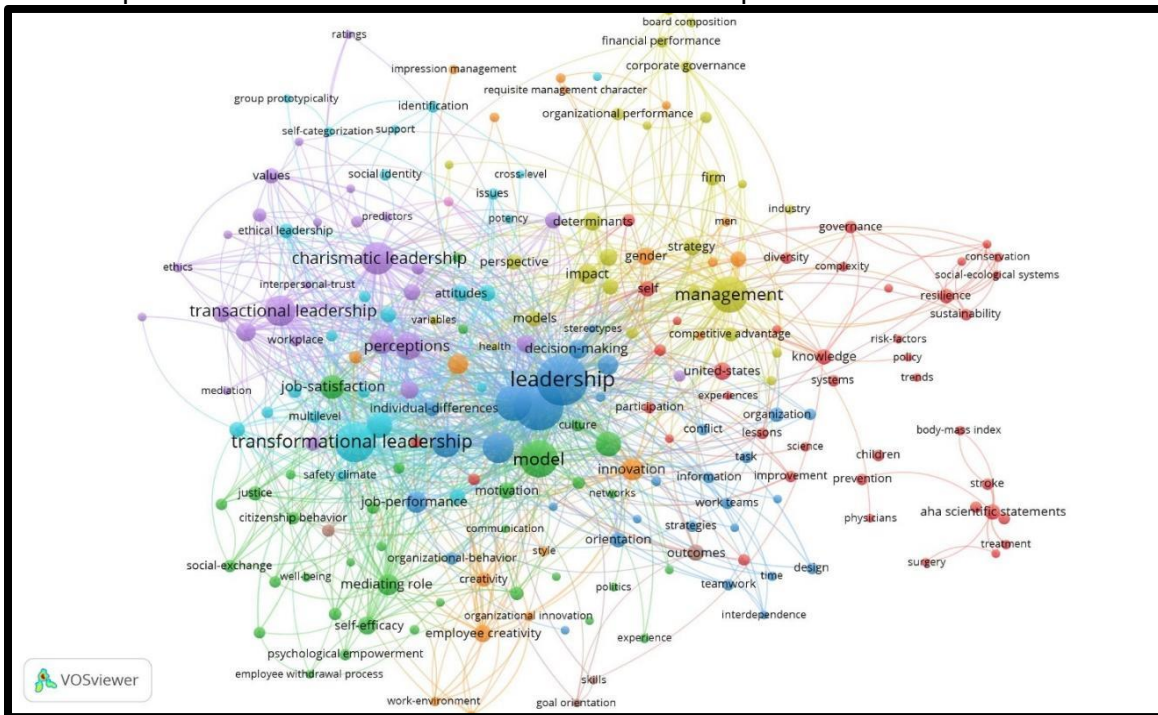 board composition
ratings
financial performance
impression management
corporate governance
requisite management character
group prototypicality
identification
organizational performance
self-categorization
support
values
social identity
cross-level
firm
issues
industry
predictors
potency
determinants
men
governance
ethical leadership
gender
strategy
diversity
conservation
charismatic leadership
perspective
complexity
ethics
impact
social-ecological systems
interpersonal-trust
self
attitudes
management
resilience
transactional leadership
variables
models
sustainability
stereotypes
competitive advantage
workplace
perceptions
health
decision-making
risk-factors
knowledge
policy
leadership
united-states
mediation
job-satisfaction
systems
trends
experiences
multilevel
individual-differences
participation
organization
culture
conflict
lessons
body-mass index
transformational leadership
science
model
task
children
innovation
safety climate
information
improvement
prevention
stroke
justice
motivation
networks
job-performance
work teams
aha scientific statements
citizenship behavior
physicians
communication
strategies
orientation
treatment
style
organizational-behavior
outcomes
surgery
social-exchange
well-being
mediating role
creativity
politics
teamwork
time
design
organizational innovation
interdependence
self-efficacy
employee creativity
experience
psychological empowerment
employee withdrawal process
skills
VOSviewer
work-environment
goal orientation